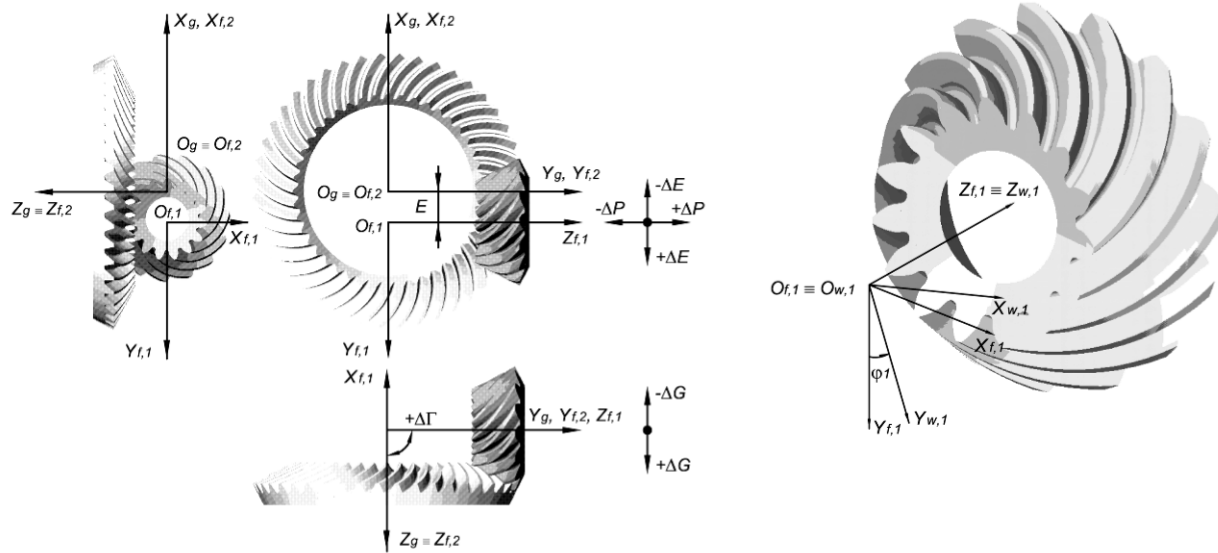 Xg, Xf,2
Og ≡ Of,2
Zg ≡ Zf,2
Of,1
Xf,1
Yf,1
Xg, Xf,2
Og ≡ Of,2
E
Of,1
Yg, Yf,2
Zf,1
Yf,1
-ΔE
-ΔP
+ΔP
+ΔE
Xf,1
+ΔΓ
Yg, Yf,2, Zf,1
Zg ≡ Zf,2
-ΔG
+ΔG
Zf,1 ≡ Zw,1
Of,1 ≡ Ow,1
Xw,1
Xf,1
φ1
Yf,1
Yw,1